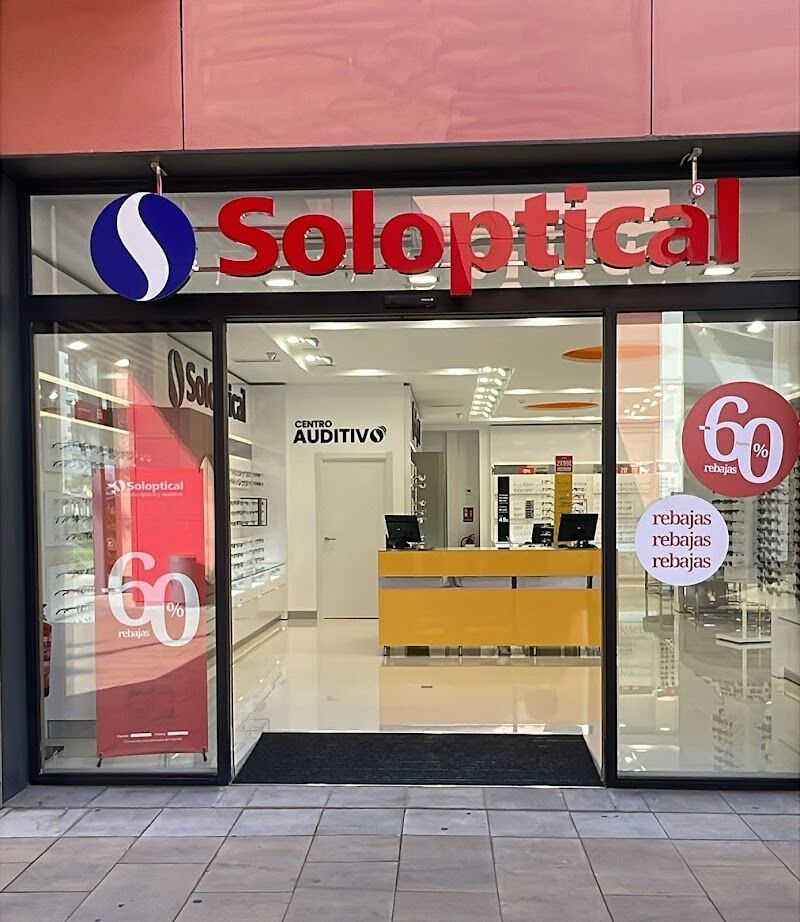 Soloptical®
Soloptical
CENTRO
AUDITIVO
Soloptical
-60%
rebajas
-60%
rebajas
rebajas
rebajas
rebajas